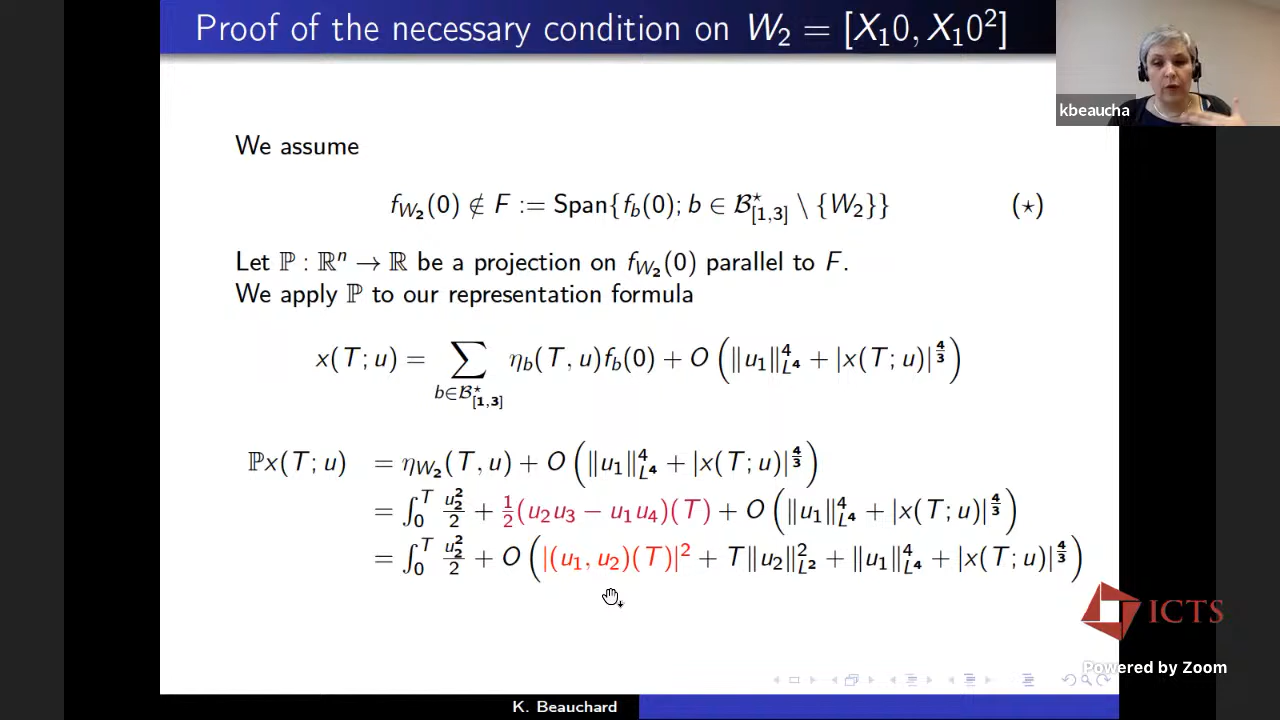 Proof of the necessary condition on W₂ = [X₁0, X₁0²]
kbeaucha
We assume
f_{W₂}(0) ∉ F := Span{f_b(0); b ∈ 𝓑*_{[1,3]} \ {W₂}} (⋆)
Let ℙ : ℝⁿ → ℝ be a projection on f_{W₂}(0) parallel to F.
We apply ℙ to our representation formula
x(T; u) = ∑_{b∈𝓑*_{[1,3]}} η_b(T, u)f_b(0) + O(‖u₁‖⁴_{L⁴} + |x(T; u)|^{4/3})
ℙx(T; u) = η_{W₂}(T, u) + O(‖u₁‖⁴_{L⁴} + |x(T; u)|^{4/3})
= ∫₀ᵀ u₂²/2 + 1/2(u₂u₃ − u₁u₄)(T) + O(‖u₁‖⁴_{L⁴} + |x(T; u)|^{4/3})
= ∫₀ᵀ u₂²/2 + O(|(u₁, u₂)(T)|² + T‖u₂‖²_{L²} + ‖u₁‖⁴_{L⁴} + |x(T; u)|^{4/3})
ICTS
Powered by Zoom
K. Beauchard